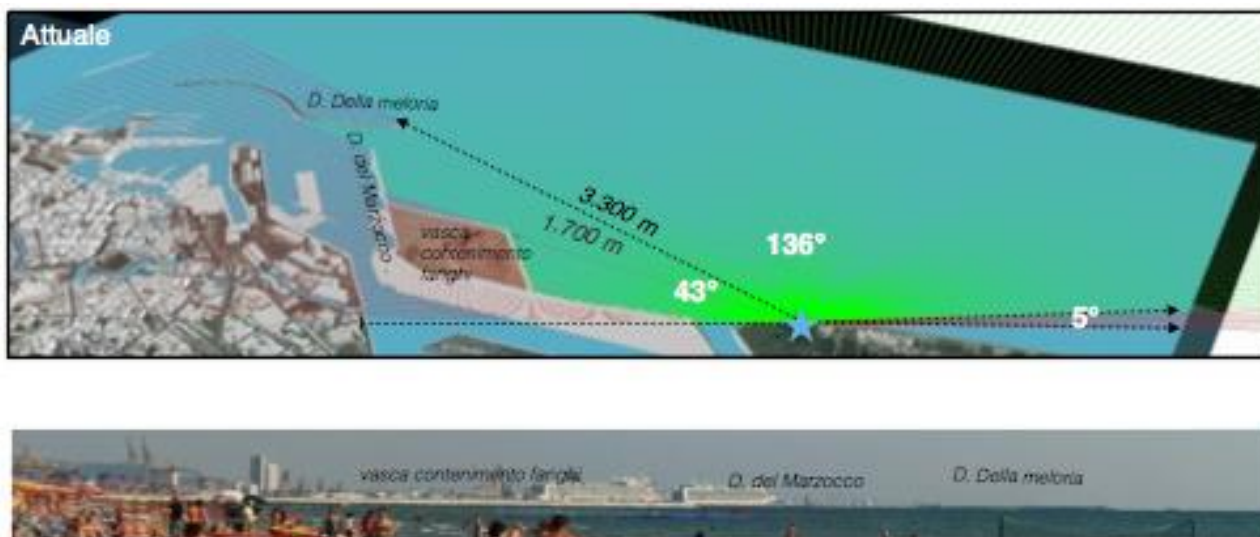 Attuale
D. Della meloria
D. del Marzocco
3.300 m
1.700 m
vasca
contenimento
fanghi
136°
43°
5°
vasca contenimento fanghi
D. del Marzocco
D. Della meloria